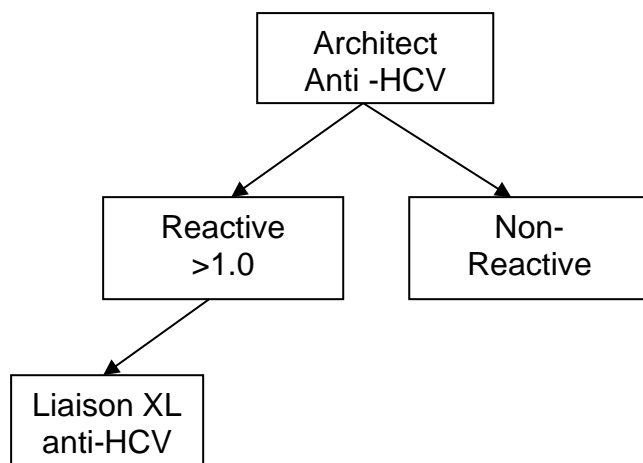 Architect
Anti -HCV
Reactive
>1.0
Non-
Reactive
Liaison XL
anti-HCV